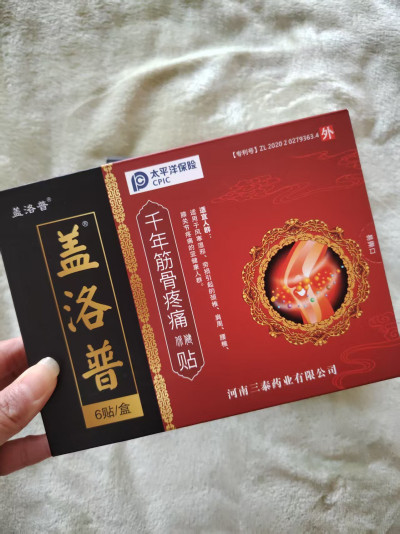 盖洛普®
盖洛普®
6贴/盒
太平洋保险
CPIC
千年筋骨疼痛
贴
适宜人群:
【专利号】ZL 2020 2 0279363.4
外
河南三泰药业有限公司